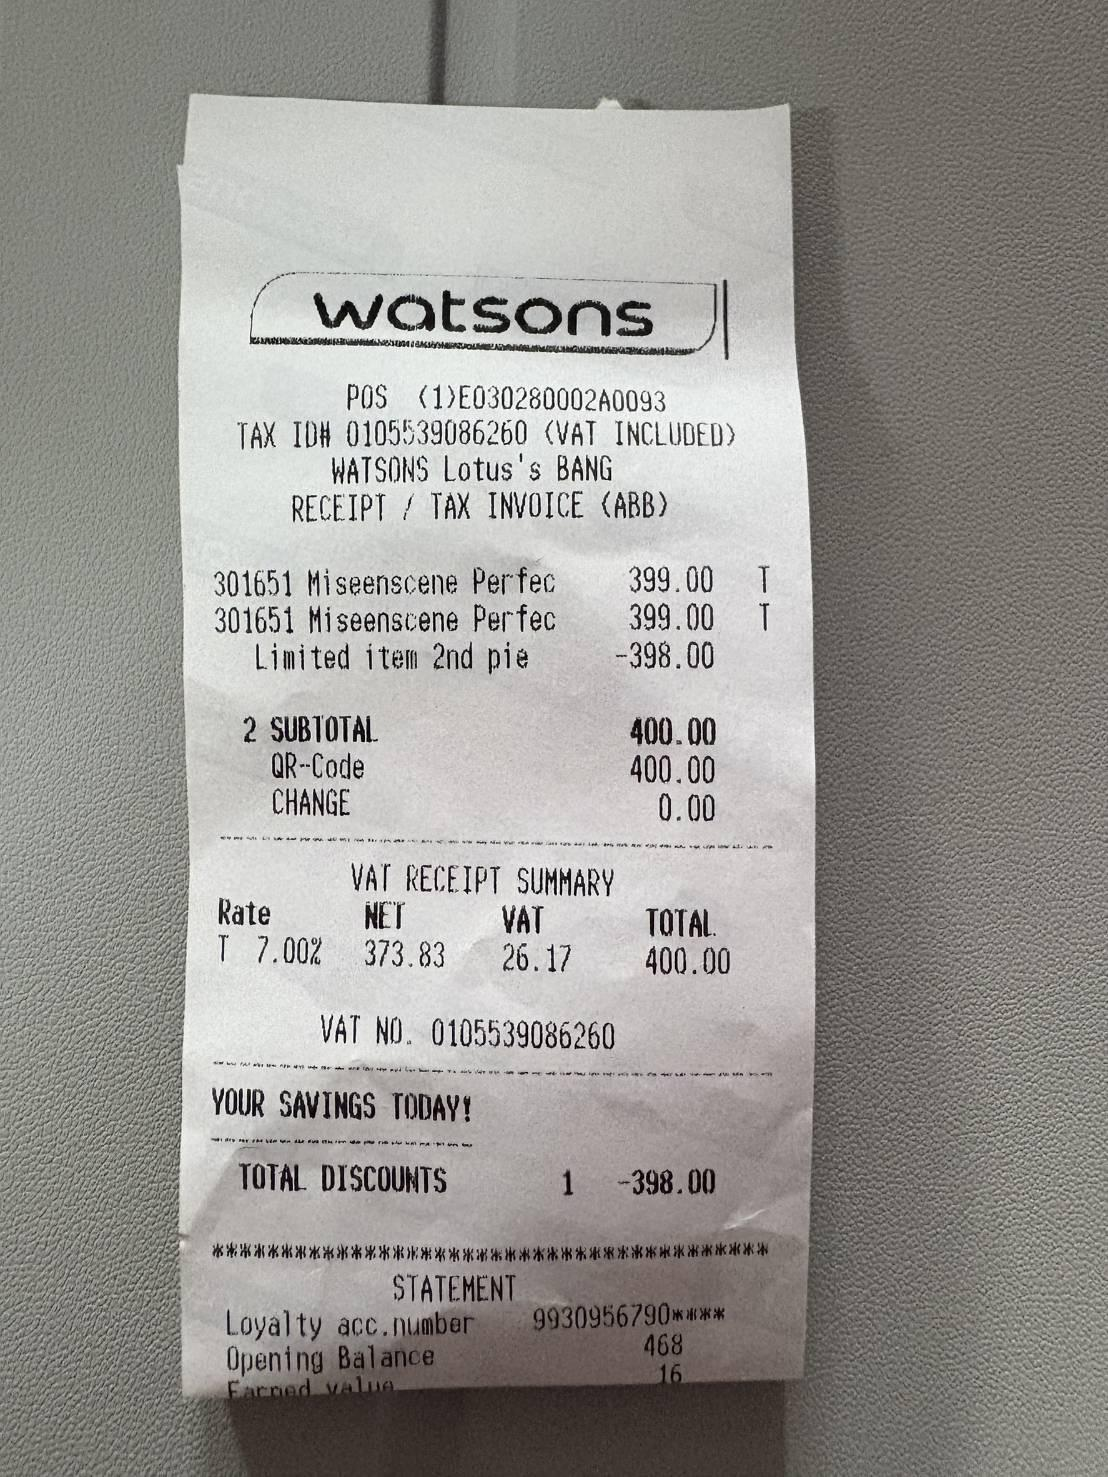 watsons
POS (1)E030280002A0093
TAX ID# 0105539086260 (VAT INCLUDED)
WATSONS Lotus's BANG
RECEIPT / TAX INVOICE (ABB)
301651 Miseenscene Perfec 399.00 T
301651 Miseenscene Perfec 399.00 T
Limited item 2nd pie -398.00
2 SUBTOTAL 400.00
QR-Code 400.00
CHANGE 0.00
VAT RECEIPT SUMMARY
Rate NET VAT TOTAL
T 7.00% 373.83 26.17 400.00
VAT NO. 0105539086260
YOUR SAVINGS TODAY!
TOTAL DISCOUNTS 1 -398.00
****************************************
STATEMENT
Loyalty acc.number 9930956790****
Opening Balance 468
Earned value 16